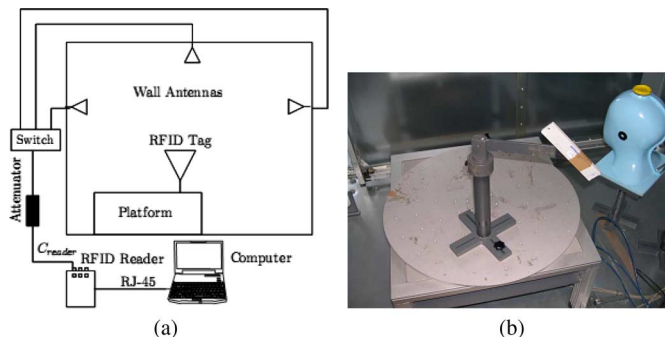 Wall Antennas
Switch
RFID Tag
Attenuator
Platform
C_reader
RFID Reader
Computer
RJ-45
(a)
(b)